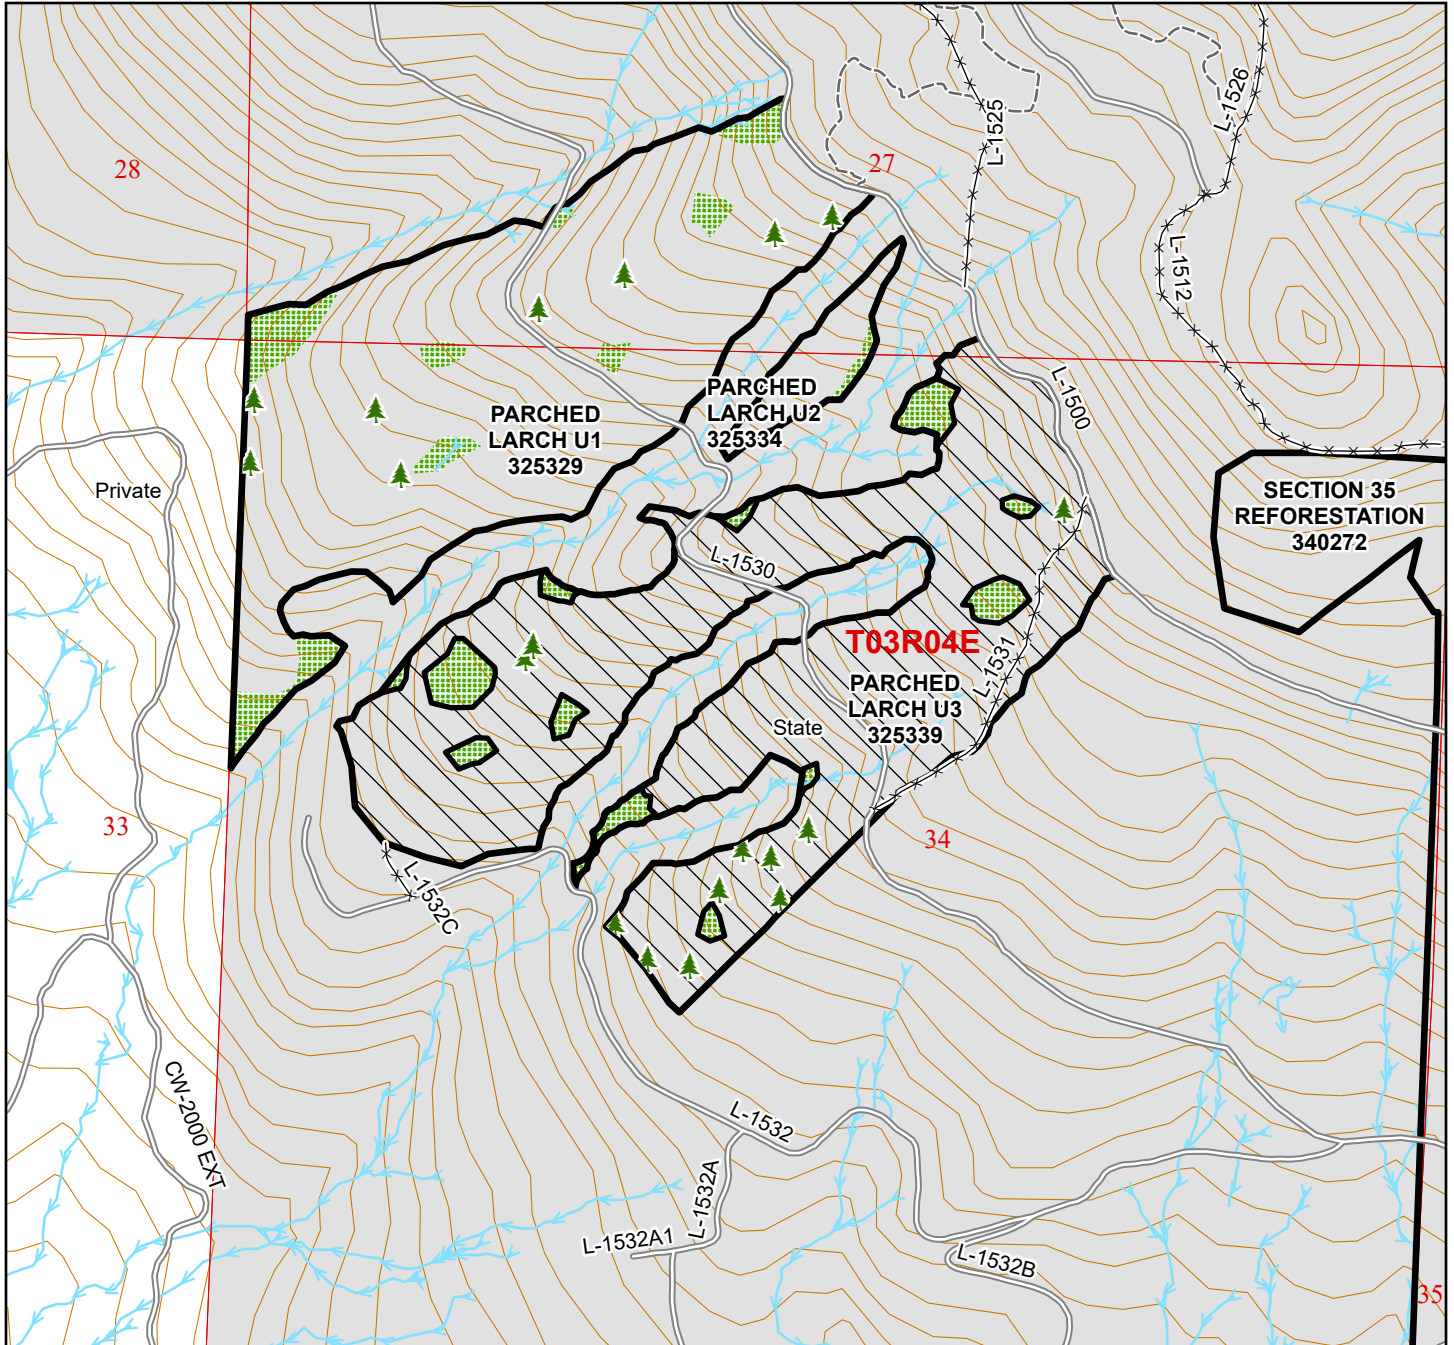 L-1526
L-1525
28
27
L-1512
PARCHED
LARCH U2
325334
L-1500
PARCHED
LARCH U1
325329
Private
SECTION 35
REFORESTATION
340272
L-1530
T03R04E
L-1531
PARCHED
LARCH U3
325339
State
33
34
L-1532C
CW-2000 EXT
L-1532
L-1532A
L-1532A1
L-1532B
35